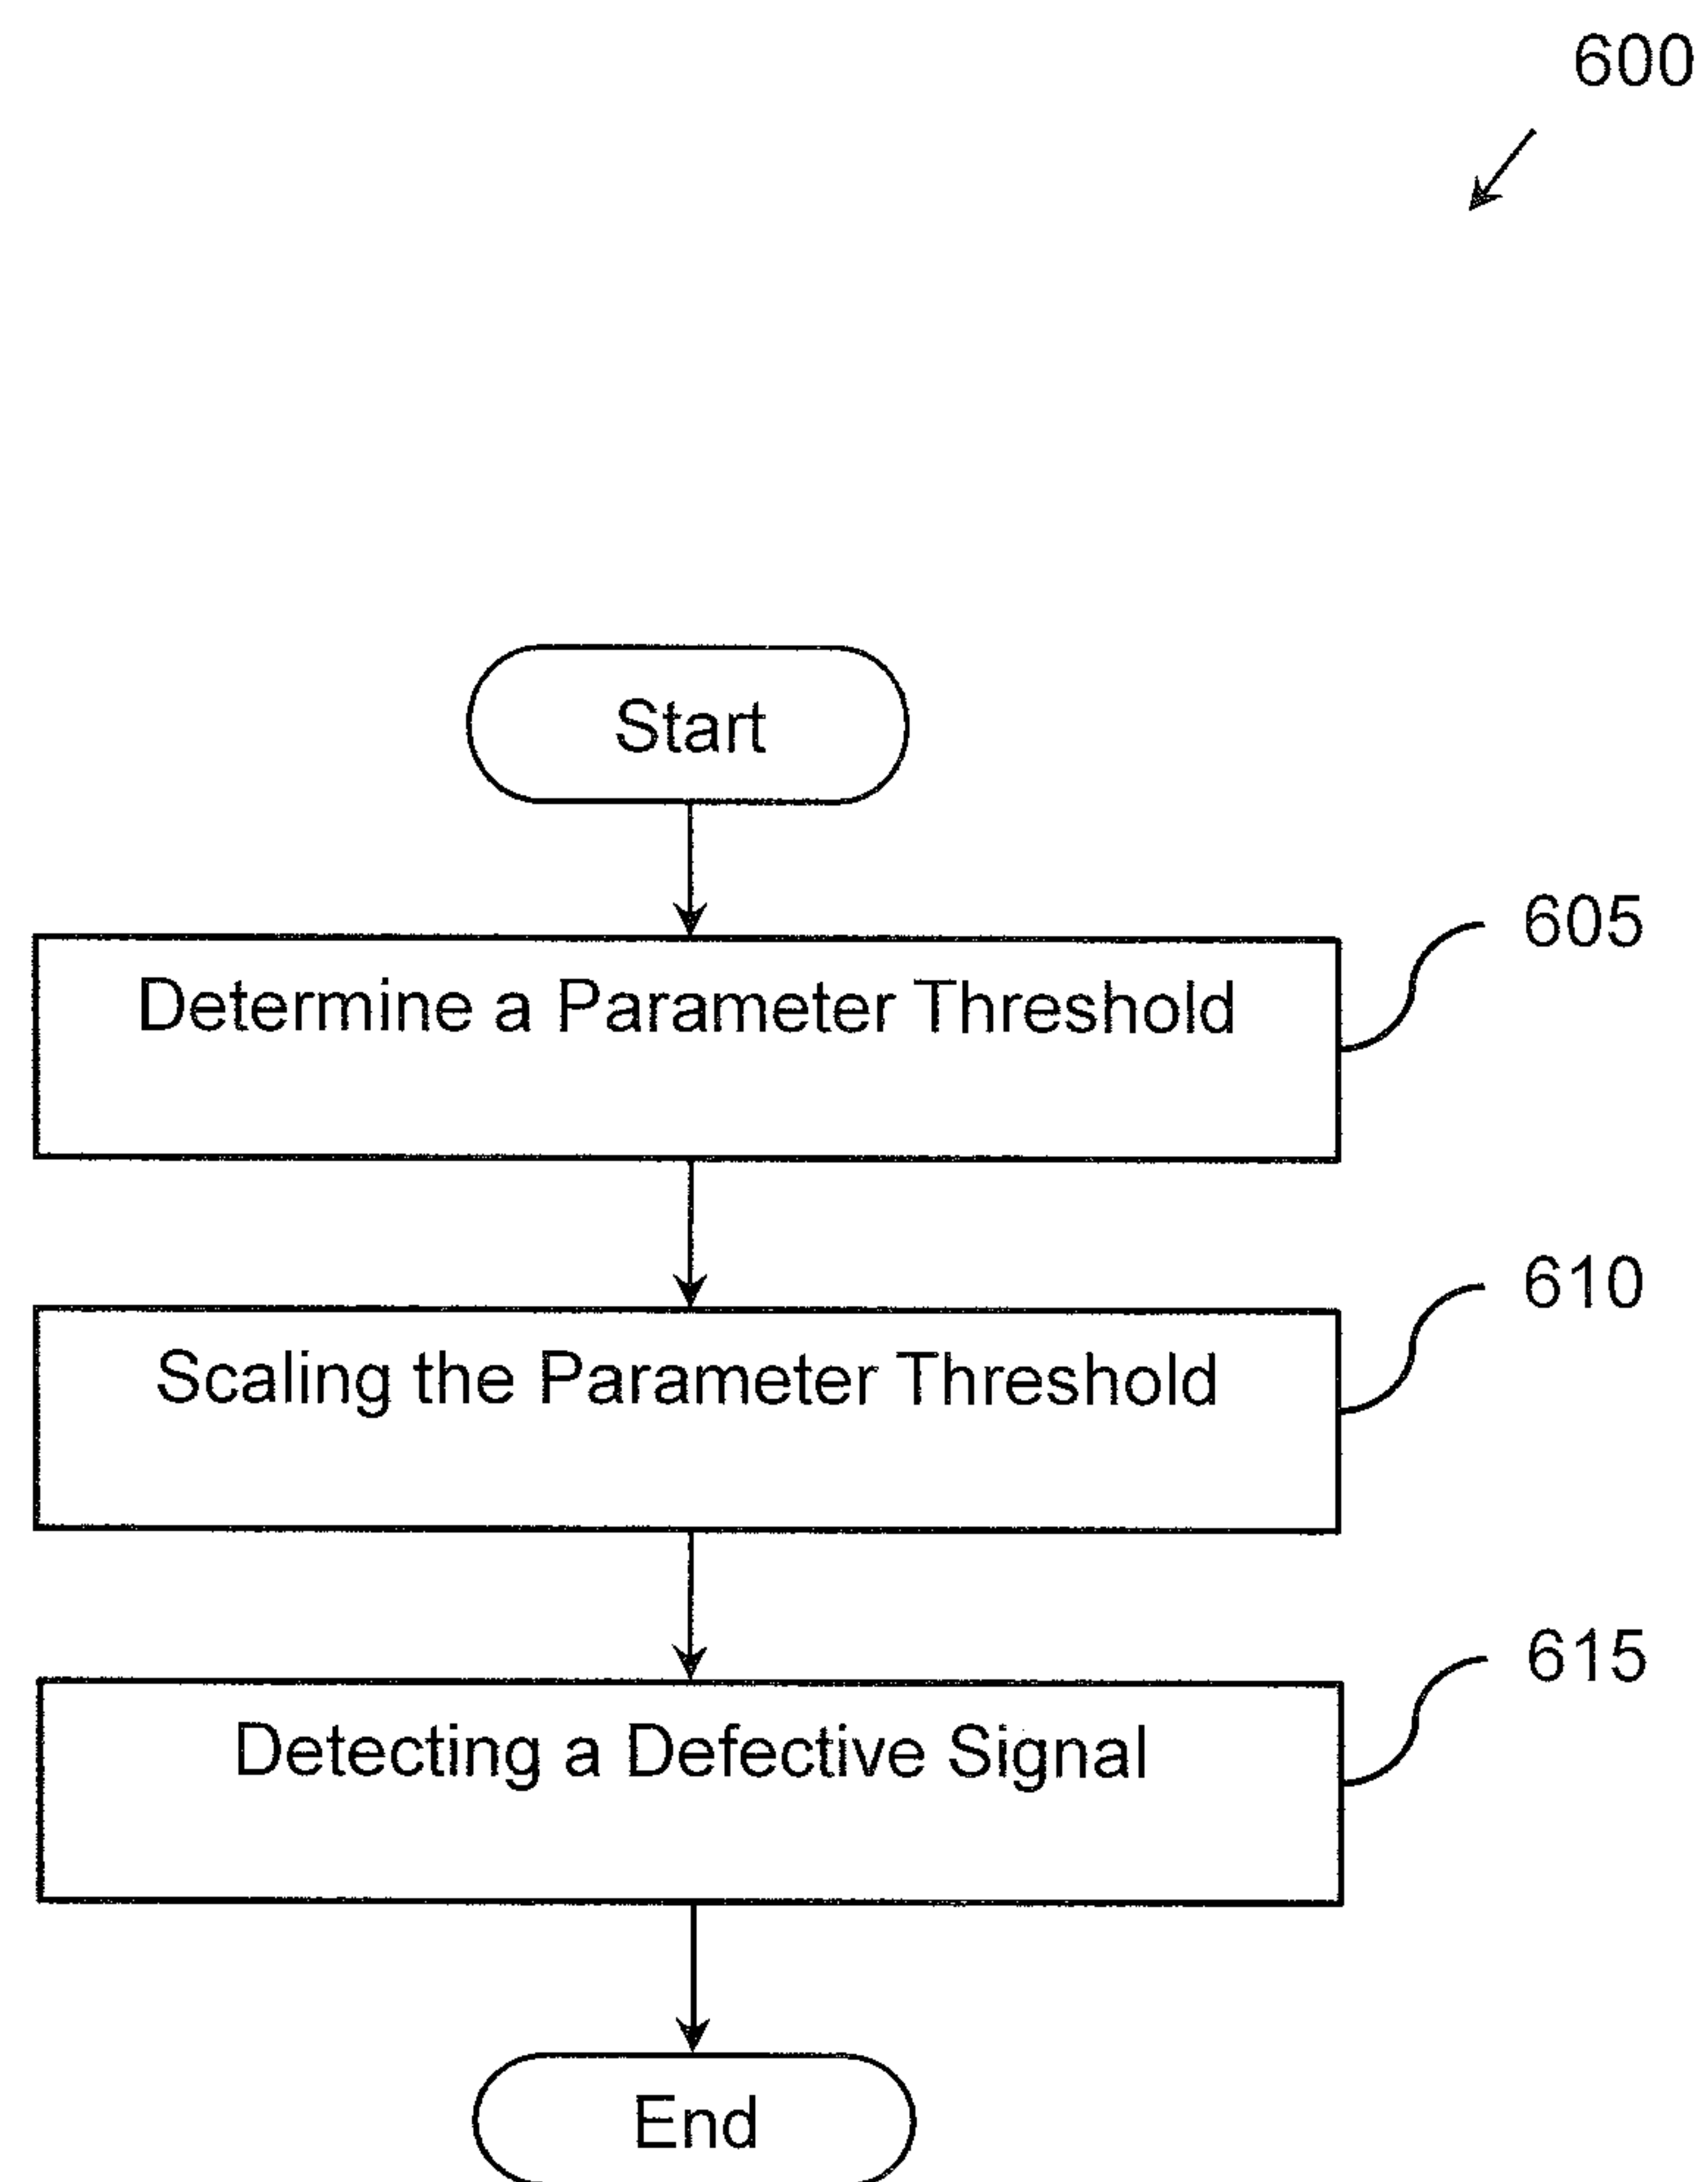 600
Start
605
Determine a Parameter Threshold
610
Scaling the Parameter Threshold
615
Detecting a Defective Signal
End